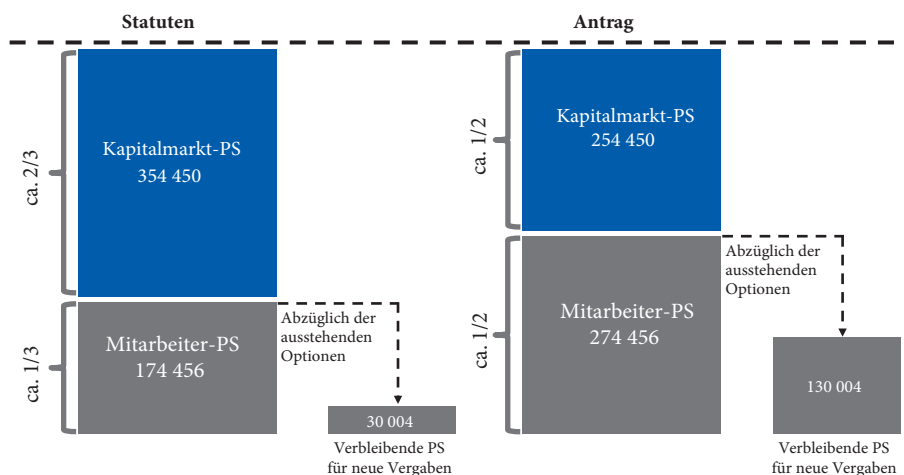 Statuten
ca. 2/3
Kapitalmarkt-PS
354 450
ca. 1/3
Mitarbeiter-PS
174 456
Abzüglich der
ausstehenden
Optionen
30 004
Verbleibende PS
für neue Vergaben
Antrag
ca. 1/2
Kapitalmarkt-PS
254 450
ca. 1/2
Mitarbeiter-PS
274 456
Abzüglich der
ausstehenden
Optionen
130 004
Verbleibende PS
für neue Vergaben